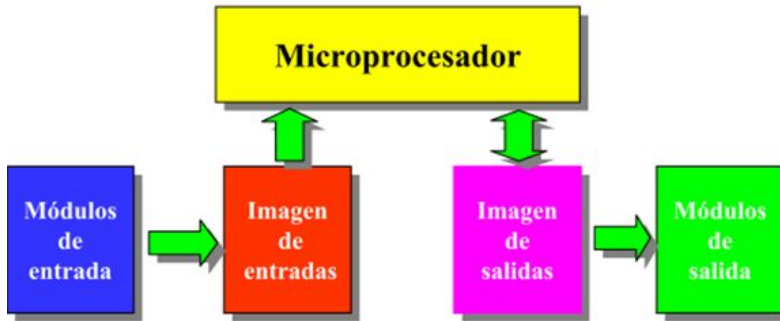 Microprocesador
Módulos
de
entrada
Imagen
de
entradas
Imagen
de
salidas
Módulos
de
salida